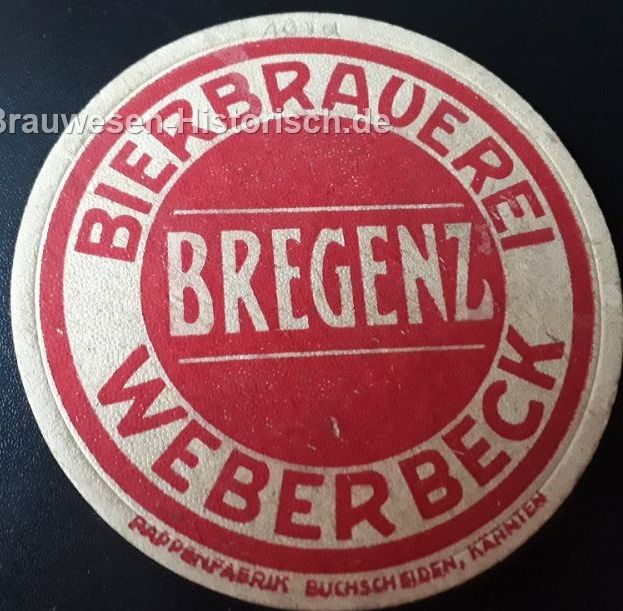 Brauwesen-Historisch.de
BIERBRAUEREI
BREGENZ
WEBERBECK
PAPPENFABRIK BUCHSCHEIDEN, KÄRNTEN